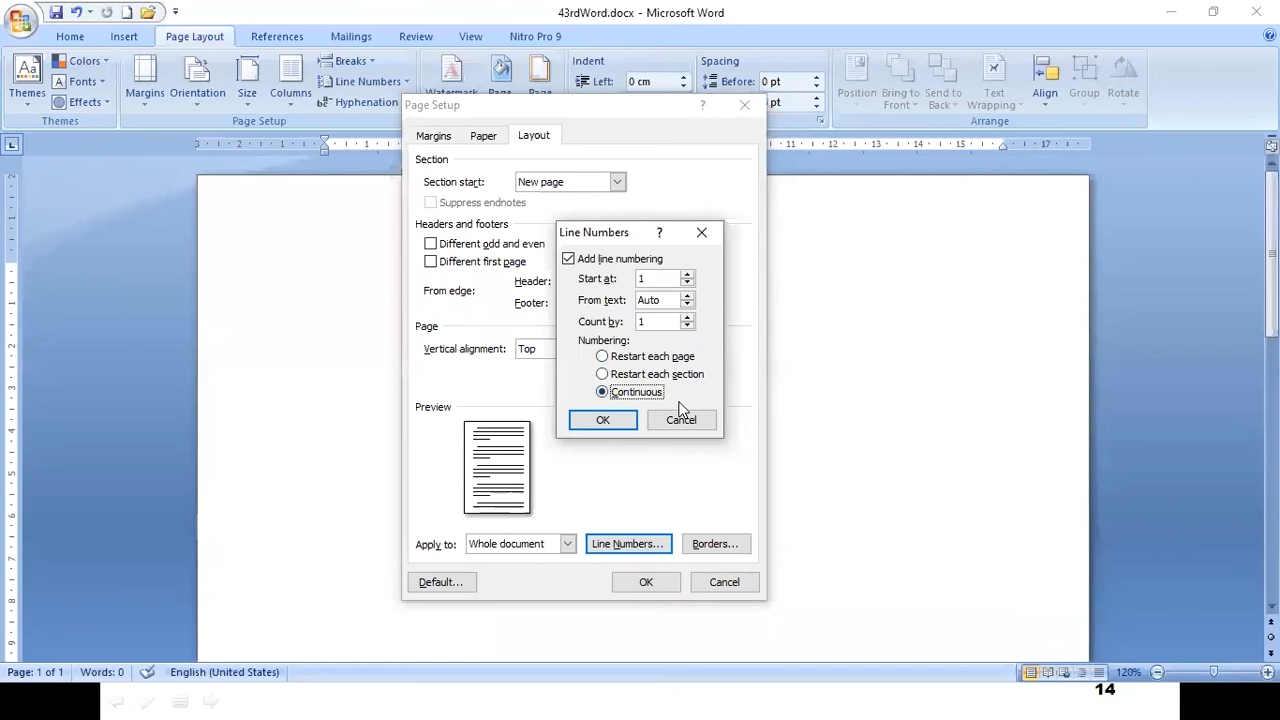 43rdWord.docx - Microsoft Word
Home Insert Page Layout References Mailings Review View Nitro Pro 9
Aa Themes
Colors
Fonts
Effects
Themes
Margins Orientation Size Columns
Breaks
Line Numbers
Hyphenation
Page Setup
Watermark Page Page
Indent
Left: 0 cm
Spacing
Before: 0 pt
pt
Position Bring to Front Send to Back Text Wrapping Align Group Rotate
Arrange
Page Setup
Margins Paper Layout
Section
Section start: New page
Suppress endnotes
Headers and footers
Different odd and even
Different first page
From edge: Header:
Footer:
Page
Vertical alignment: Top
Preview
Apply to: Whole document Line Numbers... Borders...
Default... OK Cancel
Line Numbers
Add line numbering
Start at: 1
From text: Auto
Count by: 1
Numbering:
Restart each page
Restart each section
Continuous
OK Cancel
Page: 1 of 1 Words: 0 English (United States) 120%
14